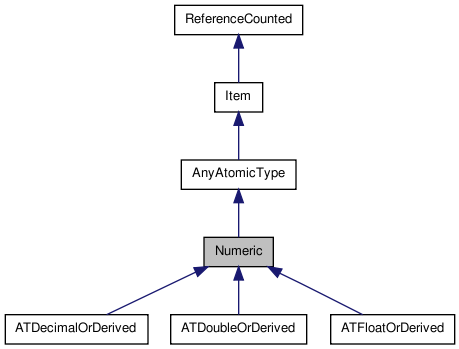 ReferenceCounted
Item
AnyAtomicType
Numeric
ATDecimalOrDerived
ATDoubleOrDerived
ATFloatOrDerived